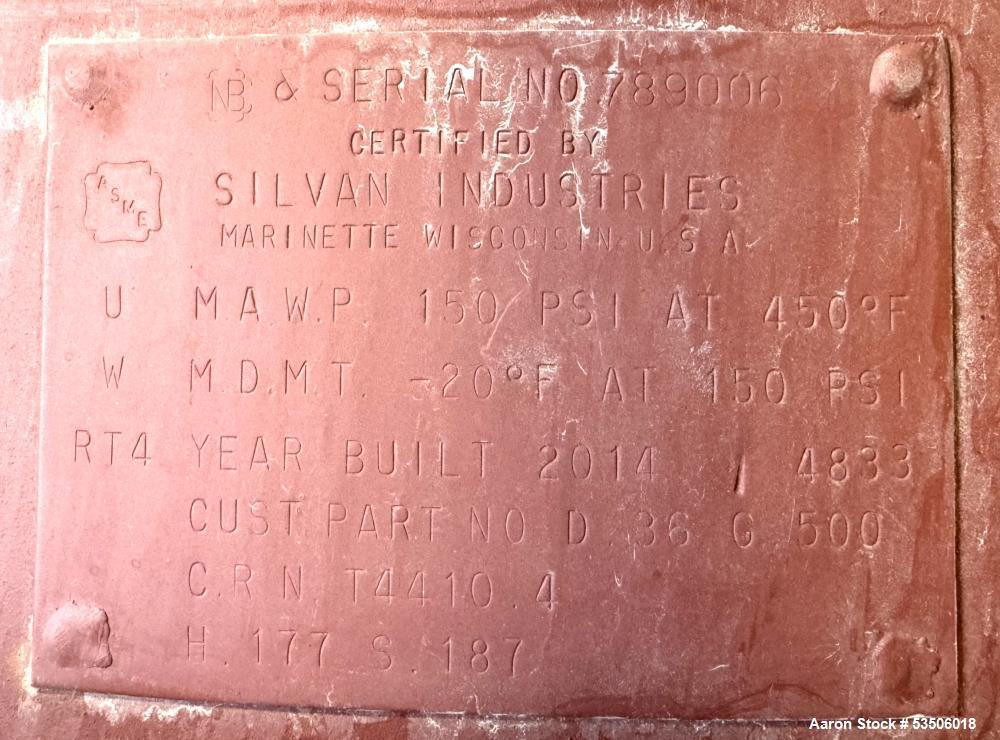 NB & SERIAL NO. 789006
CERTIFIED BY
ASME
SILVAN INDUSTRIES
MARINETTE WISCONSIN U.S.A.
U M.A.W.P. 150 PSI AT 450°F
W M.D.M.T. -20°F AT 150 PSI
RT4 YEAR BUILT 2014 / 4833
CUST PART NO D.36 G.500
C.R.N. T4410.4
H.177 S.187
Aaron Stock # 53506018